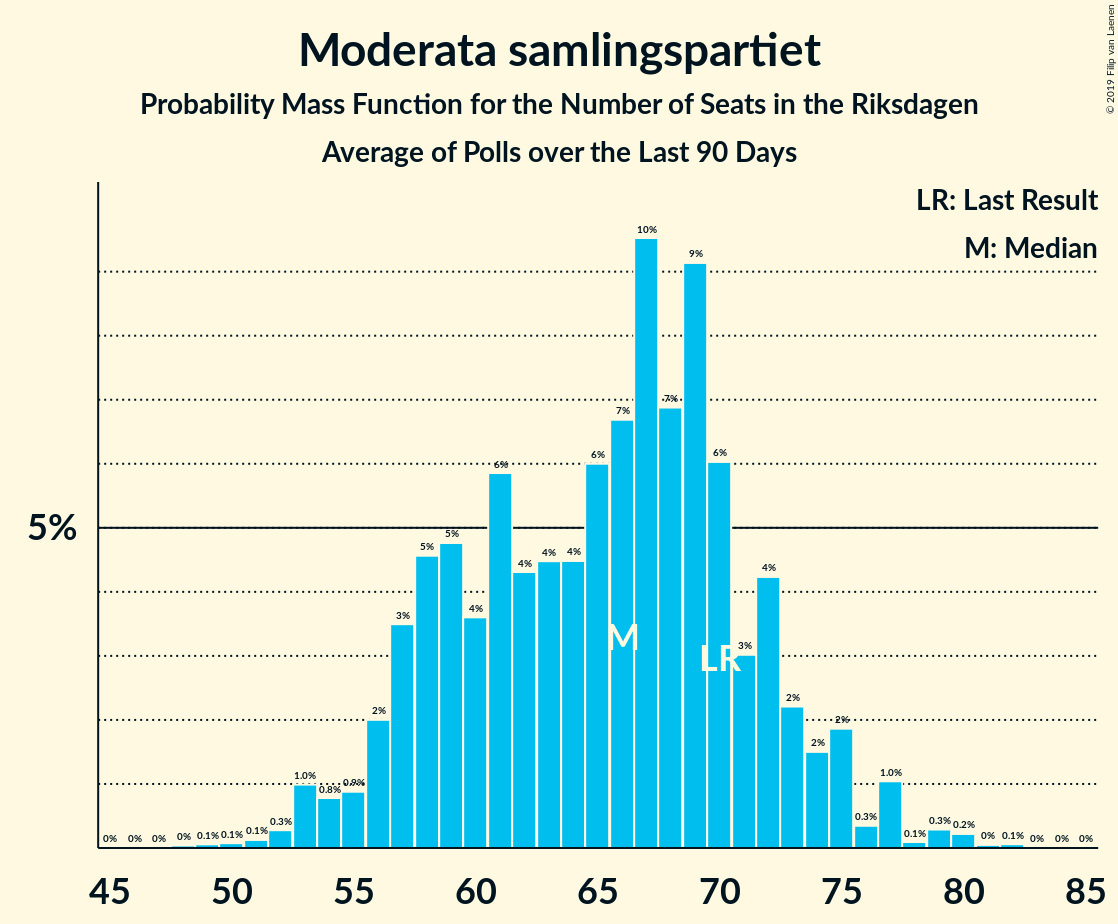 Moderata samlingspartiet
Probability Mass Function for the Number of Seats in the Riksdagen
Average of Polls over the Last 90 Days
© 2019 Filip van Laenen
LR: Last Result
M: Median
5%
0% 0% 0% 0% 0.1% 0.1% 0.1% 0.3% 1.0% 0.8% 0.9% 2% 3% 5% 5% 4% 6% 4% 4% 4% 6% 7% 10% 7% 9% 6% 3% 4% 2% 2% 2% 0.3% 1.0% 0.1% 0.3% 0.2% 0% 0.1% 0% 0% 0%
M
LR
45 50 55 60 65 70 75 80 85